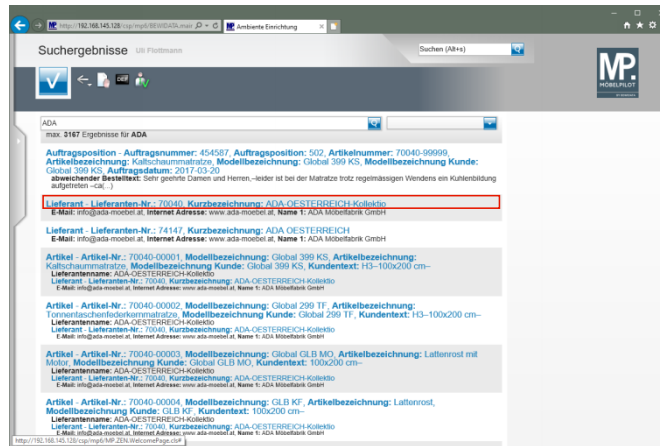 http://192.168.145.128/csp/mp6/BEWIDATA.mair
Ambiente Einrichtung
Suchergebnisse Uli Flottmann
Suchen (Alt+s)
MP.
MÖBELPILOT
DEF
ADA
max. 3167 Ergebnisse für ADA
Auftragsposition - Auftragsnummer: 454587, Auftragsposition: 502, Artikelnummer: 70040-99999,
Artikelbezeichnung: Kaltschaummatratze, Modellbezeichnung: Global 399 KS, Modellbezeichnung Kunde:
Global 399 KS, Auftragsdatum: 2017-03-20
abweichender Bestelltext: Sehr geehrte Damen und Herren,–leider ist bei der Matratze trotz regelmässigen Wendens ein Kuhlenbildung
aufgetreten –ca(...)
Lieferant - Lieferanten-Nr.: 70040, Kurzbezeichnung: ADA-OESTERREICH-Kollektio
E-Mail: info@ada-moebel.at, Internet Adresse: www.ada-moebel.at, Name 1: ADA Möbelfabrik GmbH
Lieferant - Lieferanten-Nr.: 74147, Kurzbezeichnung: ADA OESTERREICH
E-Mail: info@ada-moebel.at, Internet Adresse: www.ada-moebel.at, Name 1: ADA Möbelfabrik GmbH
Artikel - Artikel-Nr.: 70040-00001, Modellbezeichnung: Global 399 KS, Artikelbezeichnung:
Kaltschaummatratze, Modellbezeichnung Kunde: Global 399 KS, Kundentext: H3–100x200 cm–
Lieferantenname: ADA-OESTERREICH-Kollektio
Lieferant - Lieferanten-Nr.: 70040, Kurzbezeichnung: ADA-OESTERREICH-Kollektio
E-Mail: info@ada-moebel.at, Internet Adresse: www.ada-moebel.at, Name 1: ADA Möbelfabrik GmbH
Artikel - Artikel-Nr.: 70040-00002, Modellbezeichnung: Global 299 TF, Artikelbezeichnung:
Tonnentaschenfederkernmatratze, Modellbezeichnung Kunde: Global 299 TF, Kundentext: H3–100x200 cm–
Lieferantenname: ADA-OESTERREICH-Kollektio
Lieferant - Lieferanten-Nr.: 70040, Kurzbezeichnung: ADA-OESTERREICH-Kollektio
E-Mail: info@ada-moebel.at, Internet Adresse: www.ada-moebel.at, Name 1: ADA Möbelfabrik GmbH
Artikel - Artikel-Nr.: 70040-00003, Modellbezeichnung: Global GLB MO, Artikelbezeichnung: Lattenrost mit
Motor, Modellbezeichnung Kunde: Global GLB MO, Kundentext: 100x200 cm–
Lieferantenname: ADA-OESTERREICH-Kollektio
Lieferant - Lieferanten-Nr.: 70040, Kurzbezeichnung: ADA-OESTERREICH-Kollektio
E-Mail: info@ada-moebel.at, Internet Adresse: www.ada-moebel.at, Name 1: ADA Möbelfabrik GmbH
Artikel - Artikel-Nr.: 70040-00004, Modellbezeichnung: GLB KF, Artikelbezeichnung: Lattenrost,
Modellbezeichnung Kunde: GLB KF, Kundentext: 100x200 cm–
Lieferantenname: ADA-OESTERREICH-Kollektio
Lieferant - Lieferanten-Nr.: 70040, Kurzbezeichnung: ADA-OESTERREICH-Kollektio
E-Mail: info@ada-moebel.at, Internet Adresse: www.ada-moebel.at, Name 1: ADA Möbelfabrik GmbH
http://192.168.145.128/csp/mp6/MP.ZEN.WelcomePage.cls#